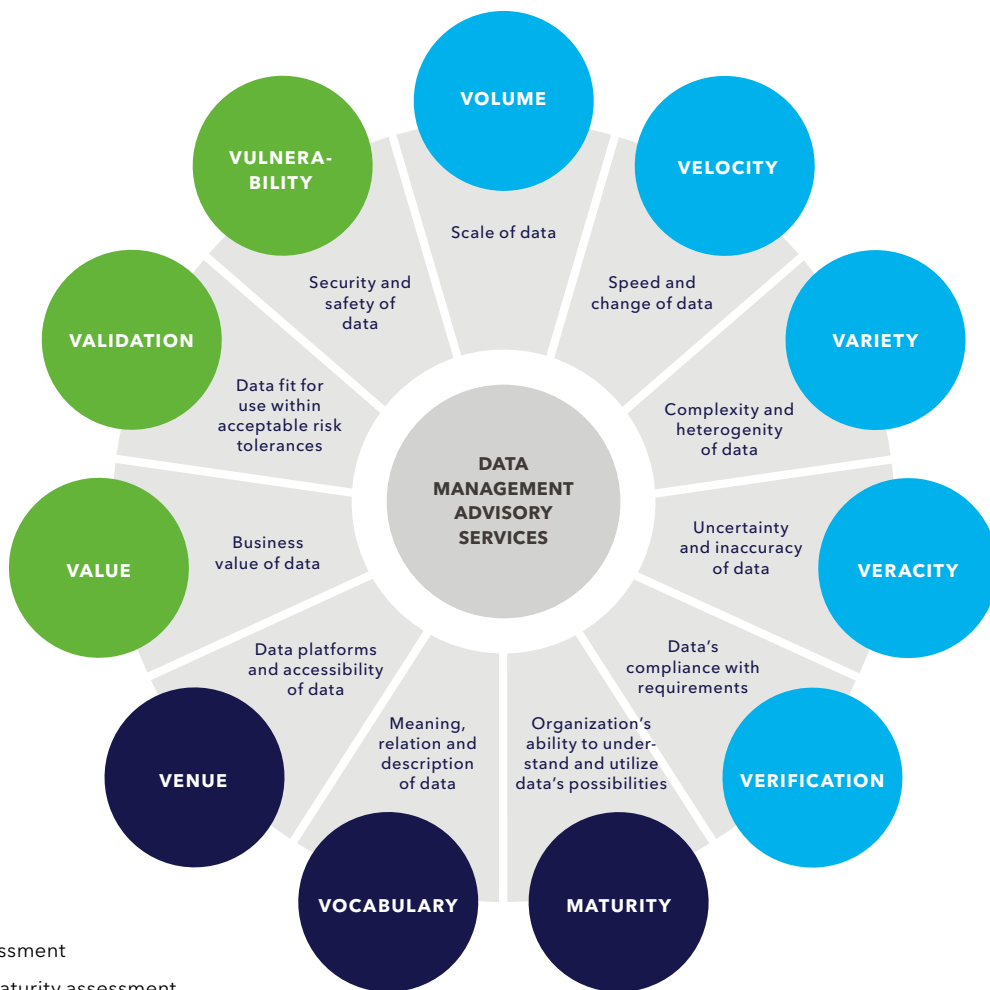 VOLUME
Scale of data
VELOCITY
Speed and
change of data
VARIETY
Complexity and
heterogenity
of data
VERACITY
Uncertainty
and inaccuracy
of data
VERIFICATION
Data's
compliance with
requirements
MATURITY
Organization's
ability to under-
stand and utilize
data's possibilities
VOCABULARY
Meaning,
relation and
description
of data
VENUE
Data platforms
and accessibility
of data
VALUE
Business
value of data
VALIDATION
Data fit for
use within
acceptable risk
tolerances
VULNERA-
BILITY
Security and
safety of
data
DATA
MANAGEMENT
ADVISORY
SERVICES
ssment
aturity assessment